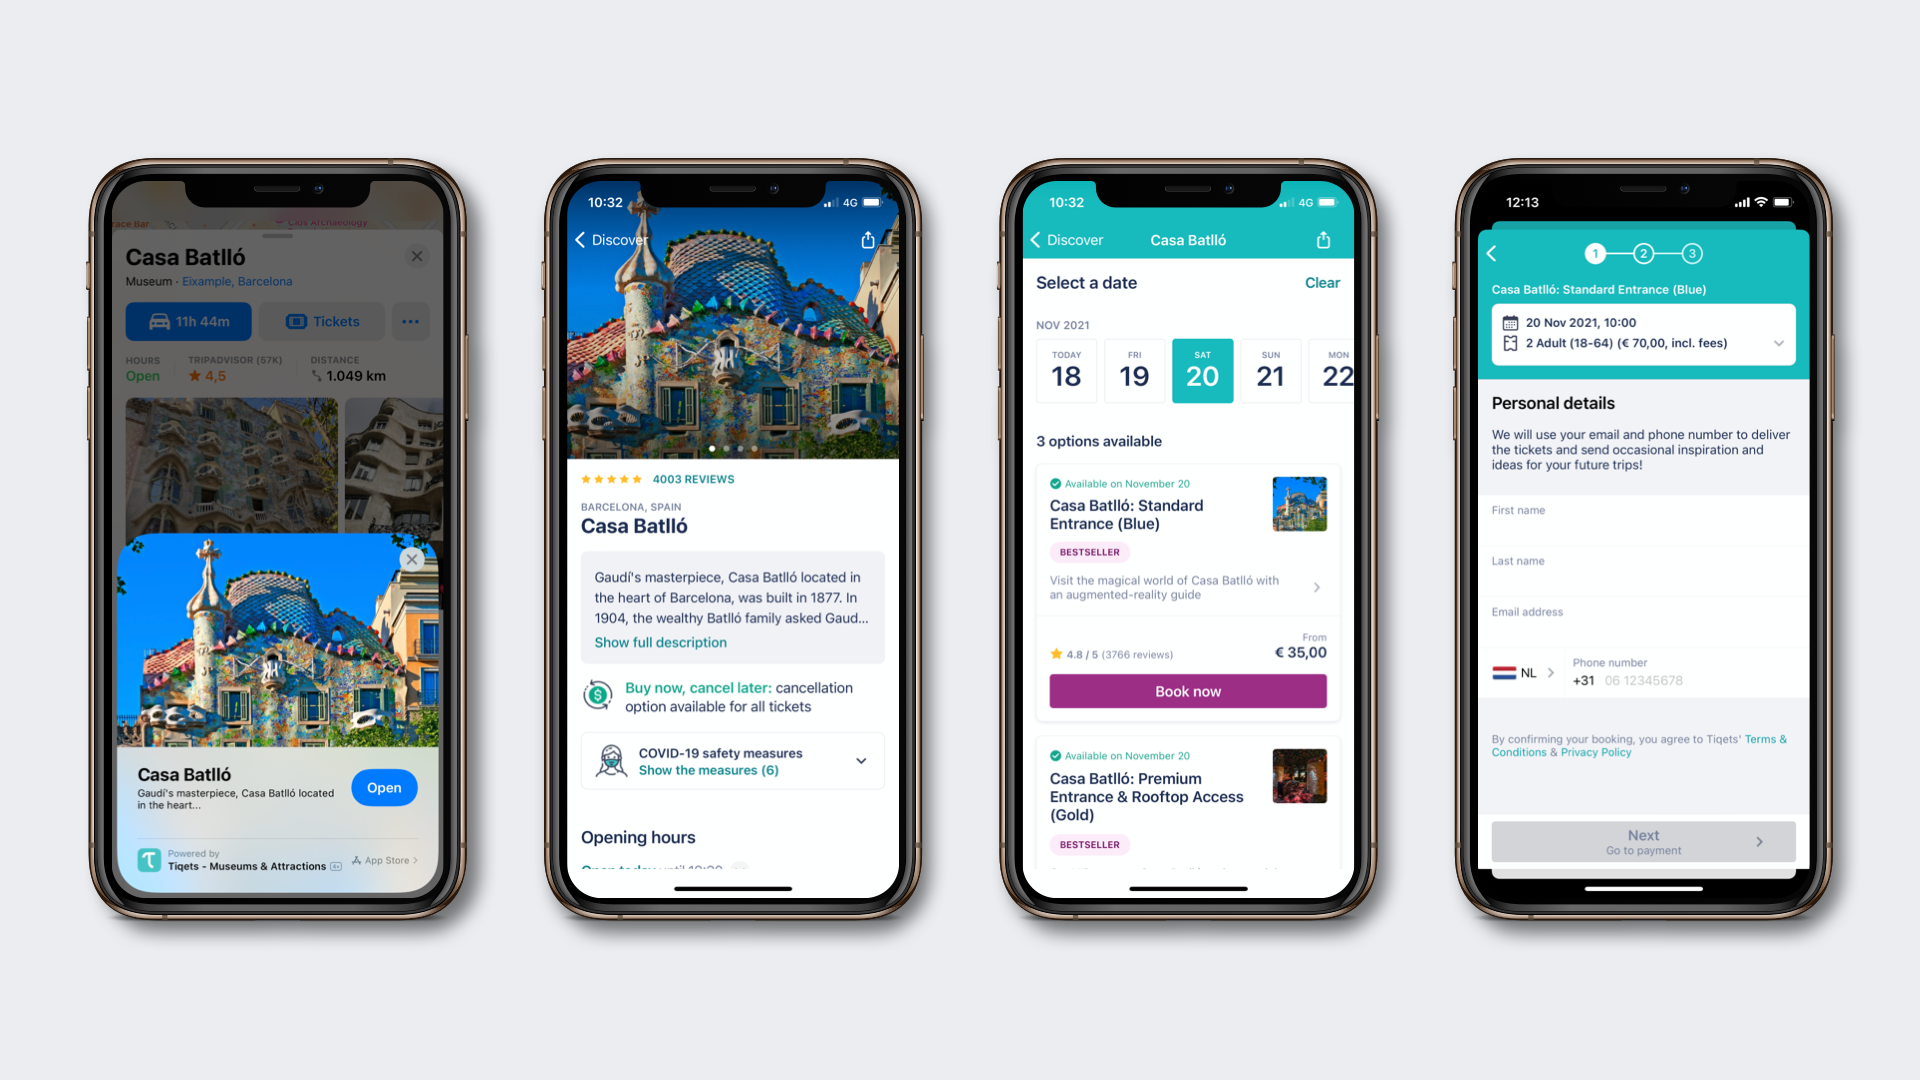 race Bar
Clos Archaeology
Casa Batlló
Museum · Eixample, Barcelona
11h 44m
Tickets
HOURS
TRIPADVISOR (57K)
DISTANCE
Open
4,5
1.049 km
Casa Batlló
Gaudí's masterpiece, Casa Batlló located
in the heart...
Open
Powered by
Tiqets - Museums & Attractions 4+
App Store
10:32
4G
Discover
4003 REVIEWS
BARCELONA, SPAIN
Casa Batlló
Gaudí's masterpiece, Casa Batlló located in
the heart of Barcelona, was built in 1877. In
1904, the wealthy Batlló family asked Gaud...
Show full description
Buy now, cancel later: cancellation
option available for all tickets
COVID-19 safety measures
Show the measures (6)
Opening hours
10:32
4G
Discover
Casa Batlló
Select a date
Clear
NOV 2021
TODAY
18
FRI
19
SAT
20
SUN
21
MON
22
3 options available
Available on November 20
Casa Batlló: Standard
Entrance (Blue)
BESTSELLER
Visit the magical world of Casa Batlló with
an augmented-reality guide
4.8 / 5 (3766 reviews)
From
€ 35,00
Book now
Available on November 20
Casa Batlló: Premium
Entrance & Rooftop Access
(Gold)
BESTSELLER
12:13
1
2
3
Casa Batlló: Standard Entrance (Blue)
20 Nov 2021, 10:00
2 Adult (18-64) (€ 70,00, incl. fees)
Personal details
We will use your email and phone number to deliver
the tickets and send occasional inspiration and
ideas for your future trips!
First name
Last name
Email address
NL
Phone number
+31 06 12345678
By confirming your booking, you agree to Tiqets' Terms &
Conditions & Privacy Policy
Next
Go to payment